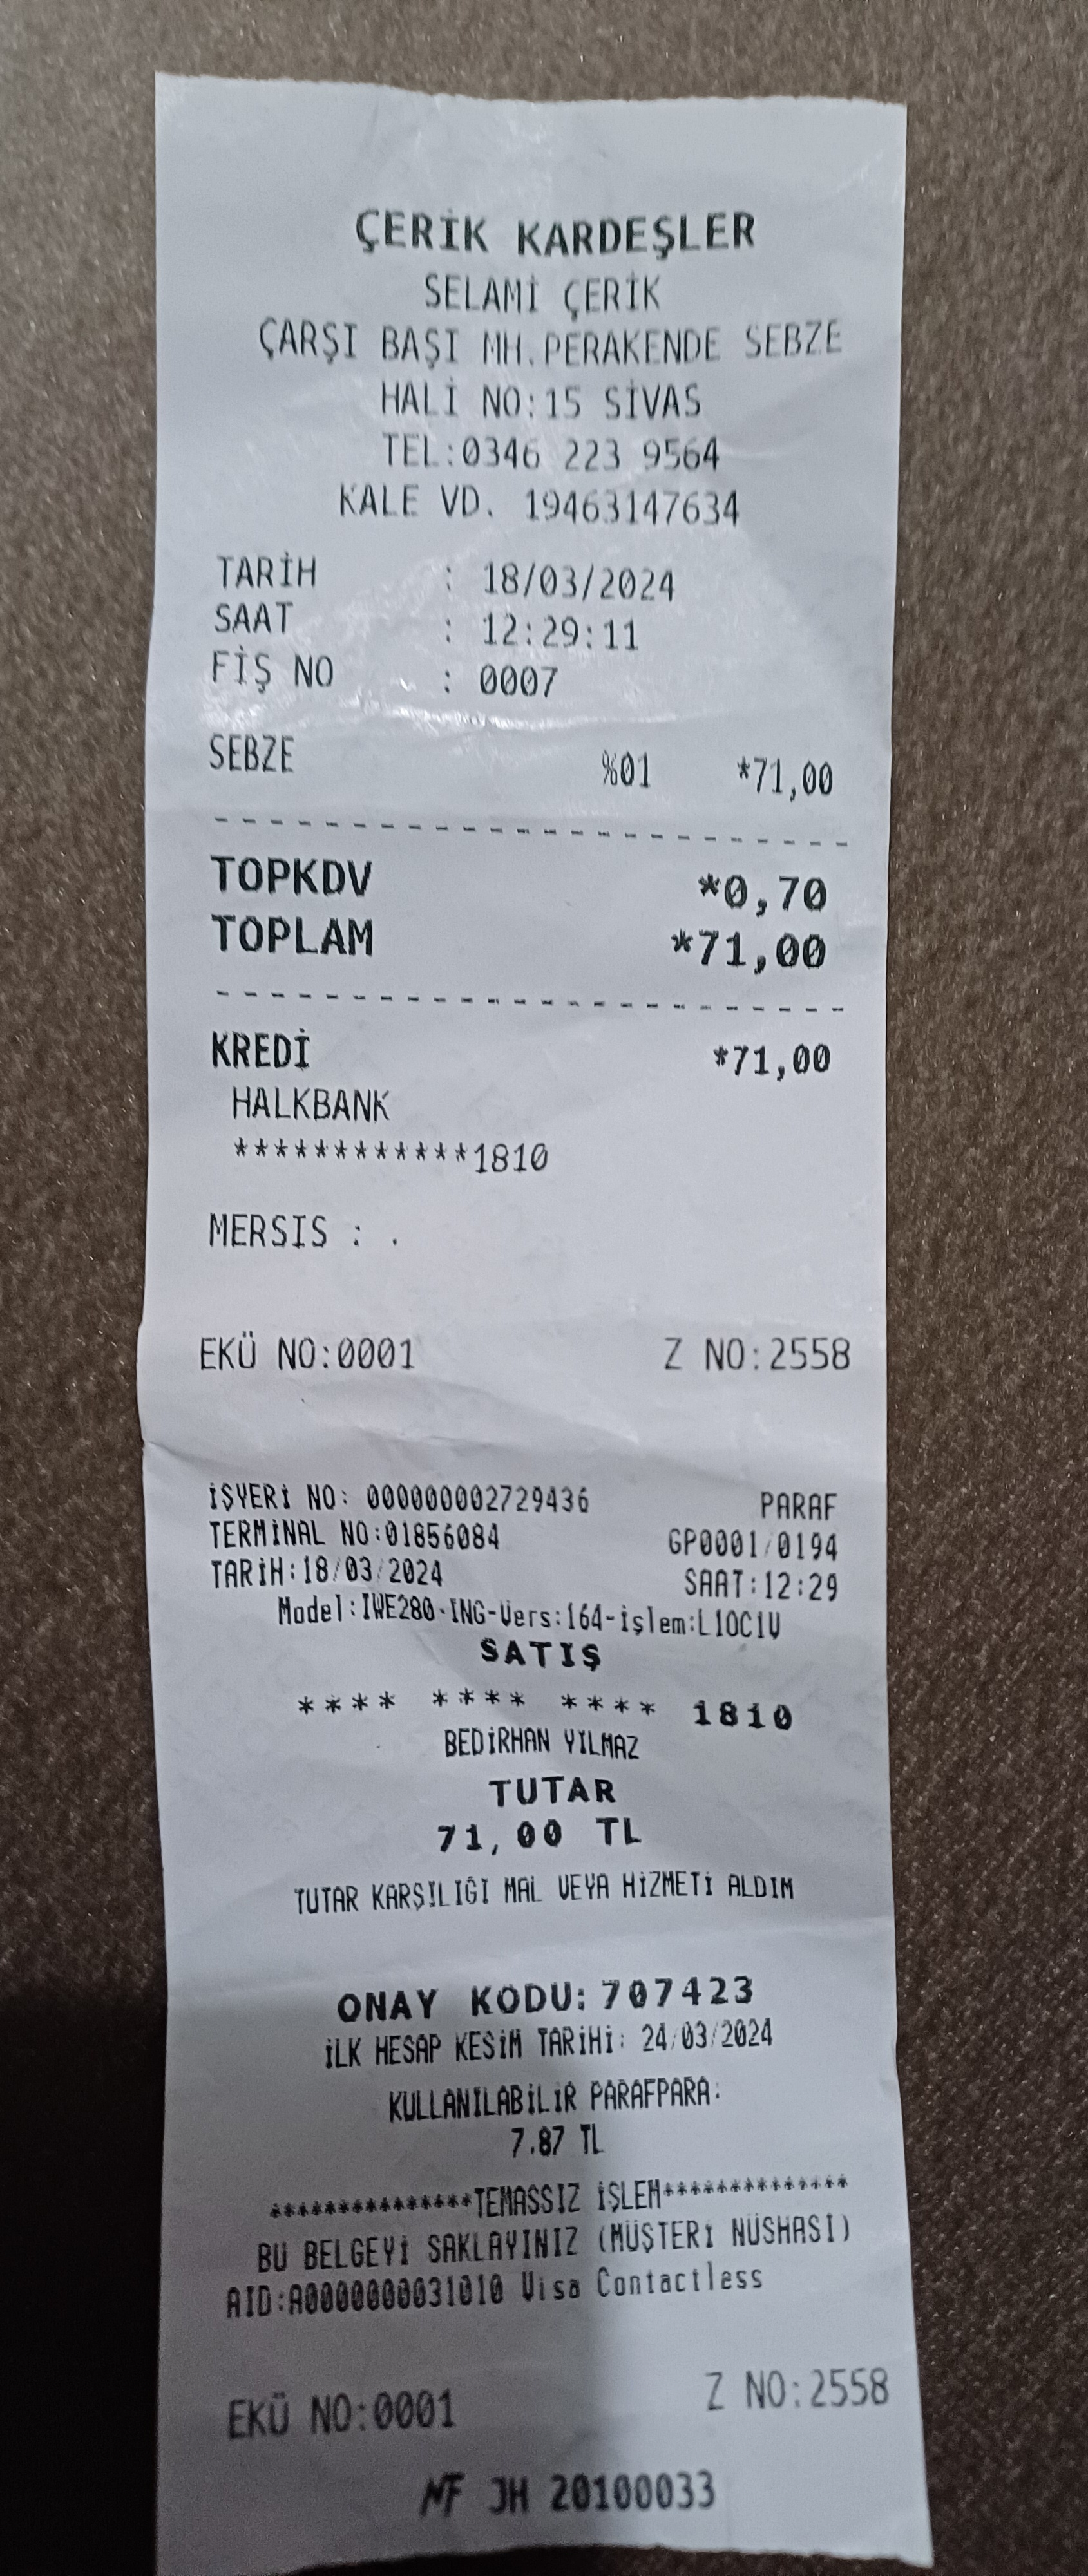 ÇERİK KARDEŞLER
SELAMİ ÇERİK
ÇARŞI BAŞI MH.PERAKENDE SEBZE
HALİ NO:15 SİVAS
TEL:0346 223 9564
KALE VD. 19463147634
TARİH : 18/03/2024
SAAT : 12:29:11
FİŞ NO : 0007
SEBZE %01 *71,00
TOPKDV *0,70
TOPLAM *71,00
KREDİ *71,00
HALKBANK
************1810
MERSIS : .
EKÜ NO:0001 Z NO:2558
İŞYERİ NO: 000000002729436 PARAF
TERMİNAL NO:01856084 GP0001/0194
TARİH:18/03/2024 SAAT:12:29
Model:IWE280-ING-Vers:164-işlem:L10C1V
SATIŞ
**** **** **** 1810
BEDİRHAN YILMAZ
TUTAR
71,00 TL
TUTAR KARŞILIĞI MAL VEYA HİZMETİ ALDIM
ONAY KODU:707423
İLK HESAP KESİM TARİHİ: 24/03/2024
KULLANILABİLİR PARAFPARA:
7.87 TL
***************TEMASSIZ İŞLEM**************
BU BELGEYİ SAKLAYINIZ (MÜŞTERİ NÜSHASI)
AID:A0000000031010 Visa Contactless
EKÜ NO:0001 Z NO:2558
MF JH 20100033